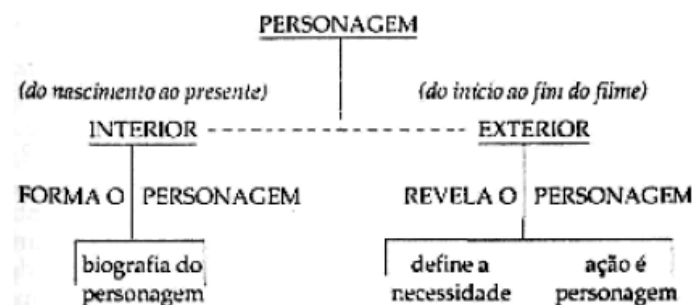 PERSONAGEM
(do nascimento ao presente) (do início ao fim do filme)
INTERIOR EXTERIOR
FORMA O PERSONAGEM REVELA O PERSONAGEM
biografia do define a ação é
personagem necessidade personagem